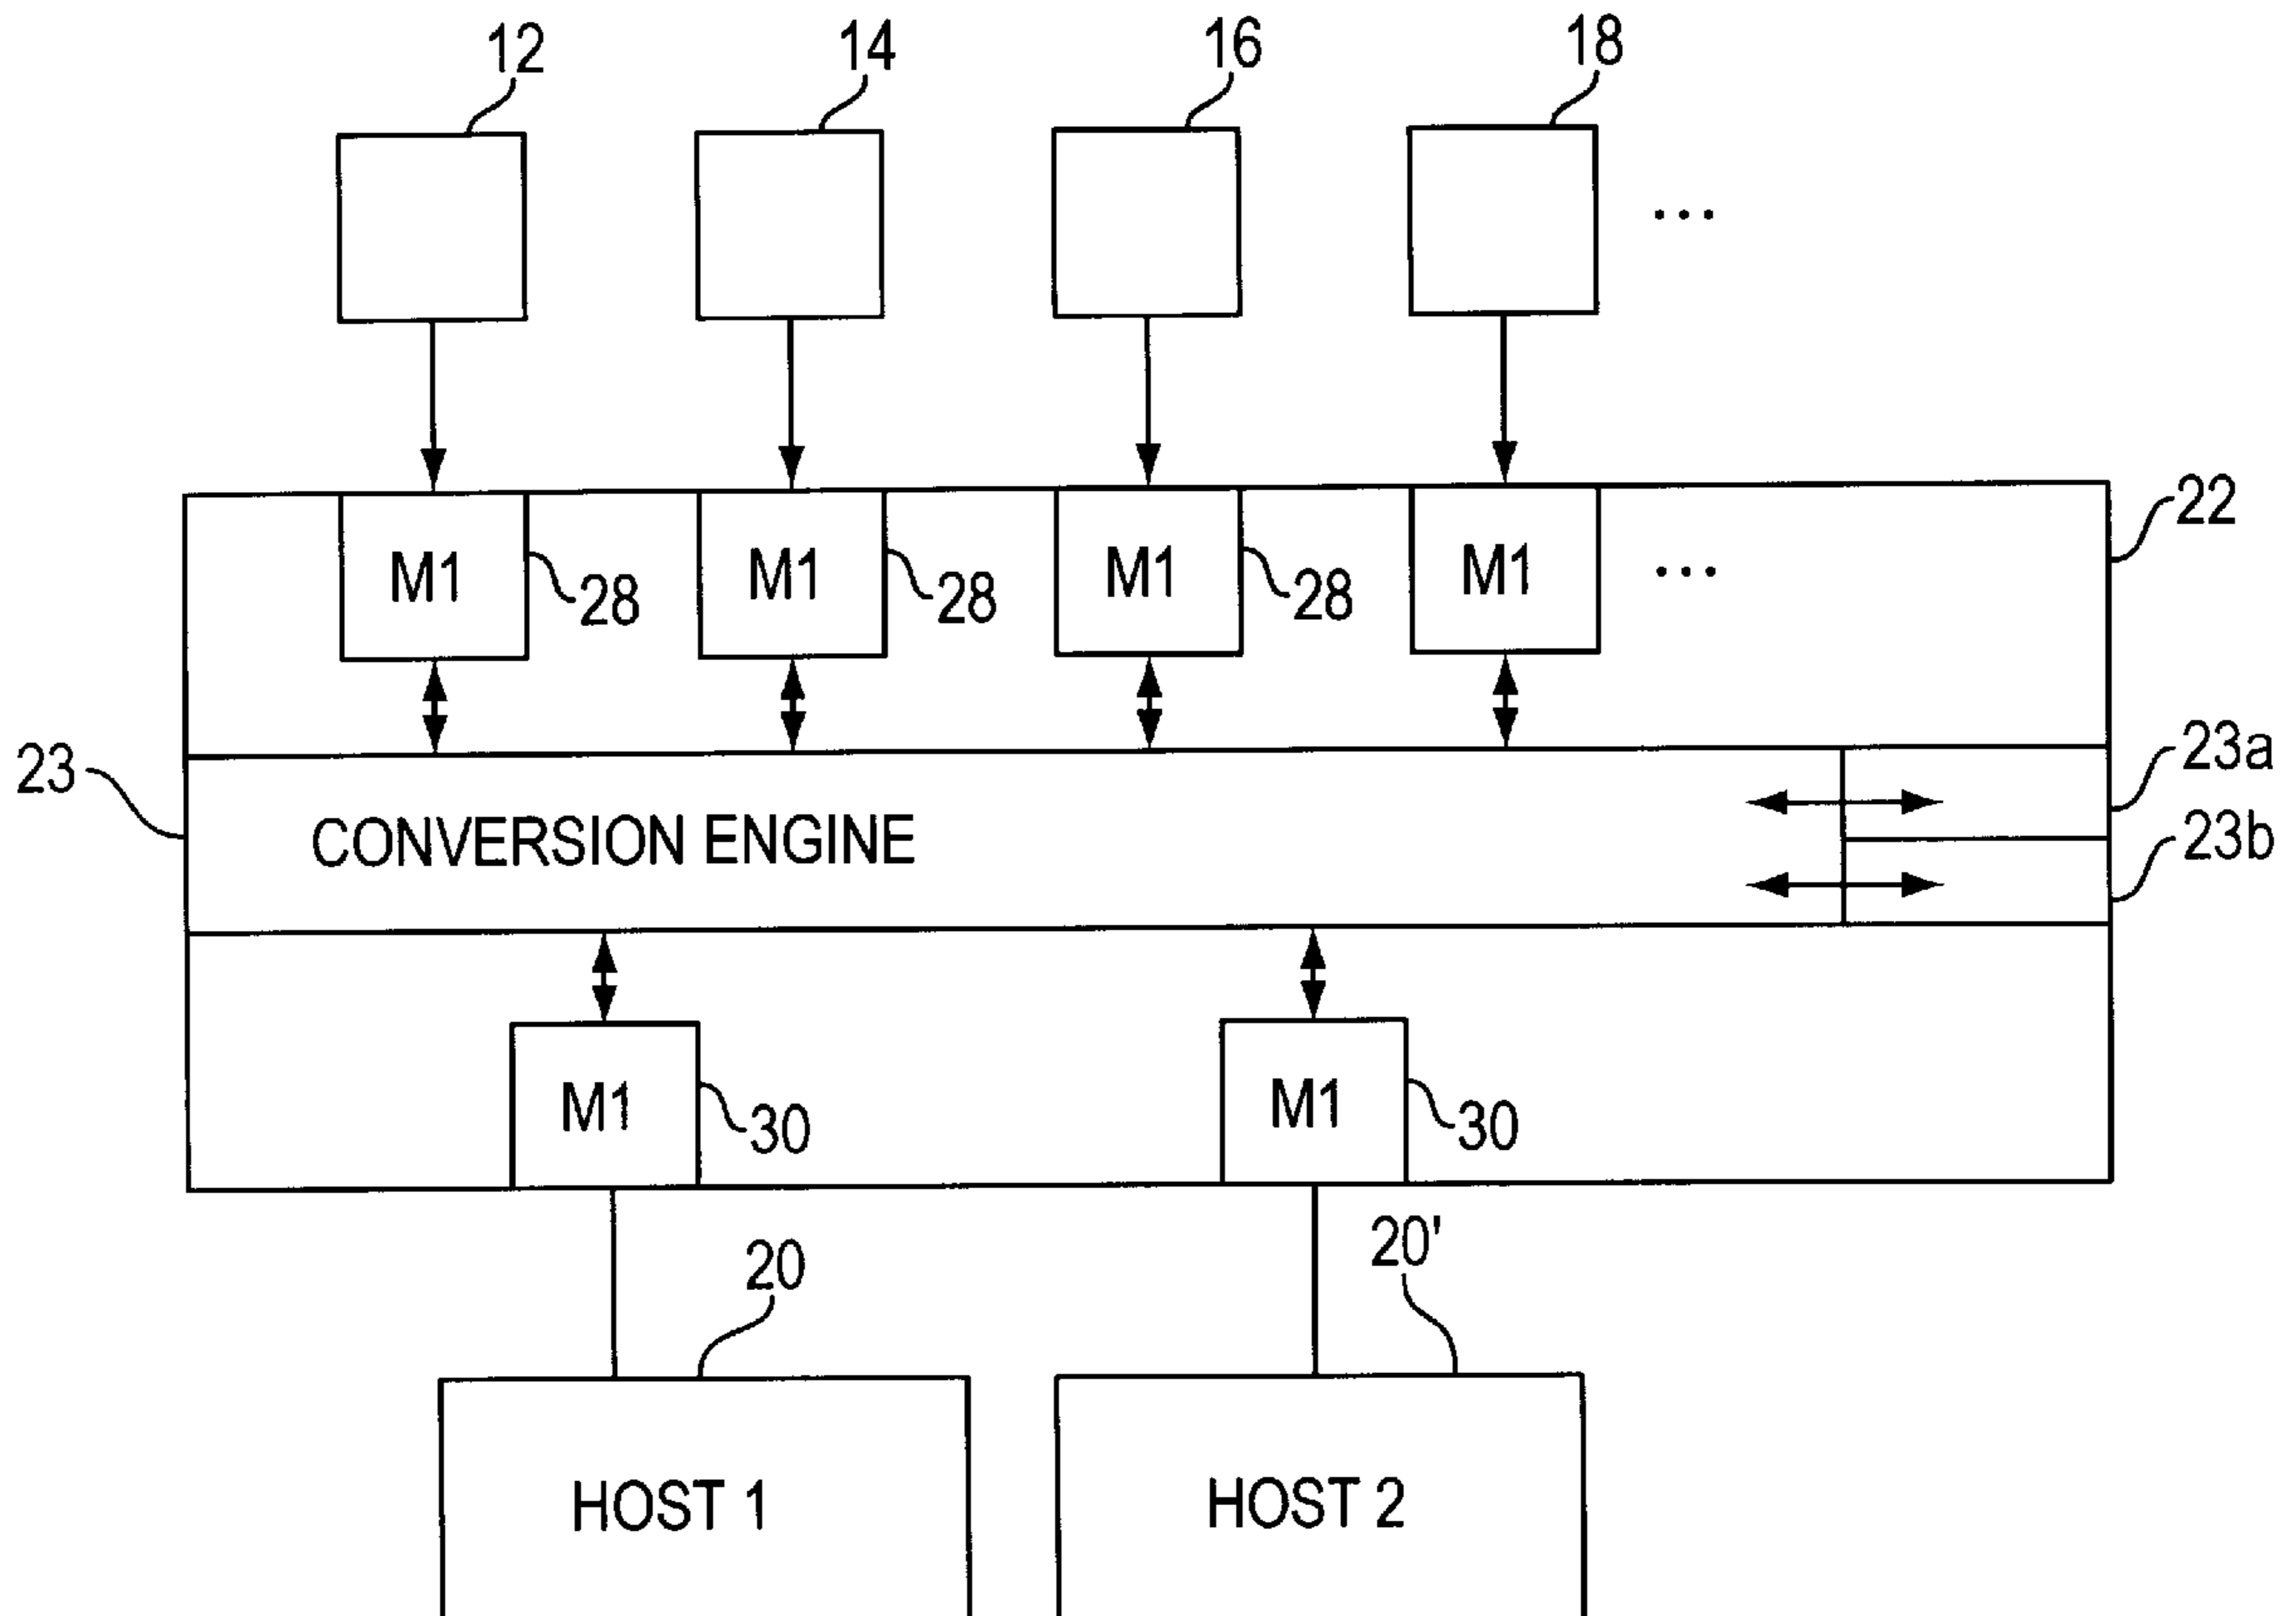 12 14 16 18
...
22
M1 28 M1 28 M1 28 M1 ...
23a
23
CONVERSION ENGINE
23b
M1 30 M1 30
20 20'
HOST 1 HOST 2